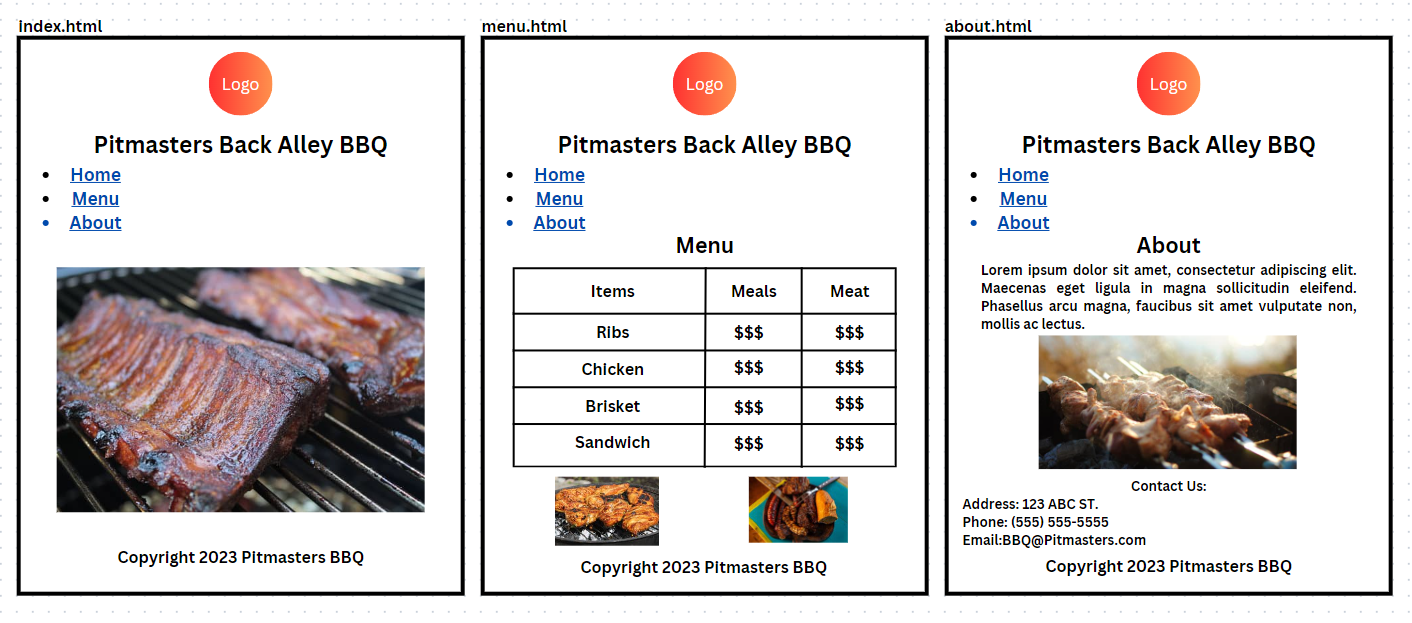 index.html
Logo
Pitmasters Back Alley BBQ
Home
Menu
About
Copyright 2023 Pitmasters BBQ
menu.html
Logo
Pitmasters Back Alley BBQ
Home
Menu
About
Menu
Items Meals Meat
Ribs $$$ $$$
Chicken $$$ $$$
Brisket $$$ $$$
Sandwich $$$ $$$
Copyright 2023 Pitmasters BBQ
about.html
Logo
Pitmasters Back Alley BBQ
Home
Menu
About
About
Lorem ipsum dolor sit amet, consectetur adipiscing elit.
Maecenas eget ligula in magna sollicitudin eleifend.
Phasellus arcu magna, faucibus sit amet vulputate non,
mollis ac lectus.
Contact Us:
Address: 123 ABC ST.
Phone: (555) 555-5555
Email:BBQ@Pitmasters.com
Copyright 2023 Pitmasters BBQ